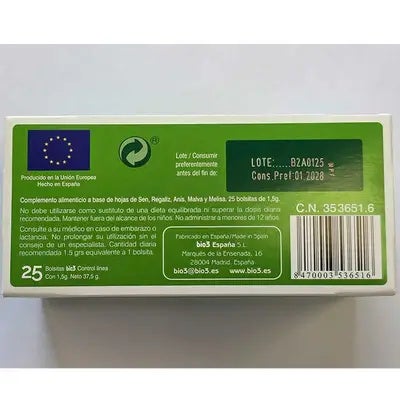 Producido en la Unión Europea
Hecho en España
Lote / Consumir
preferentemente
antes del fin de:
LOTE:.....B2A0125
Cons.Pref:01.2028
Complemento alimenticio a base de hojas de Sen, Regaliz, Anís, Malva y Melisa. 25 bolsitas de 1,5g.
No debe utilizarse como sustituto de una dieta equilibrada ni superar la dosis diaria
recomendada. Mantener fuera del alcance de los niños. No administrar a menores de 12 años.
Consulte a su médico en caso de embarazo o
lactancia. No prolongar su utilización sin el
consejo de un especialista. Cantidad diaria
recomendada 1.5 grs equivalente a 1 bolsita.
C.N. 353651.6
Fabricado en España/Made in Spain
bio3 España S.L.
Marqués de la Ensenada, 16
28004 Madrid. España
bio3@bio3.es www.bio3.es
25 Bolsitas bio3 Control línea
Con 1,5g. Neto 37,5 g.
8470003 536516